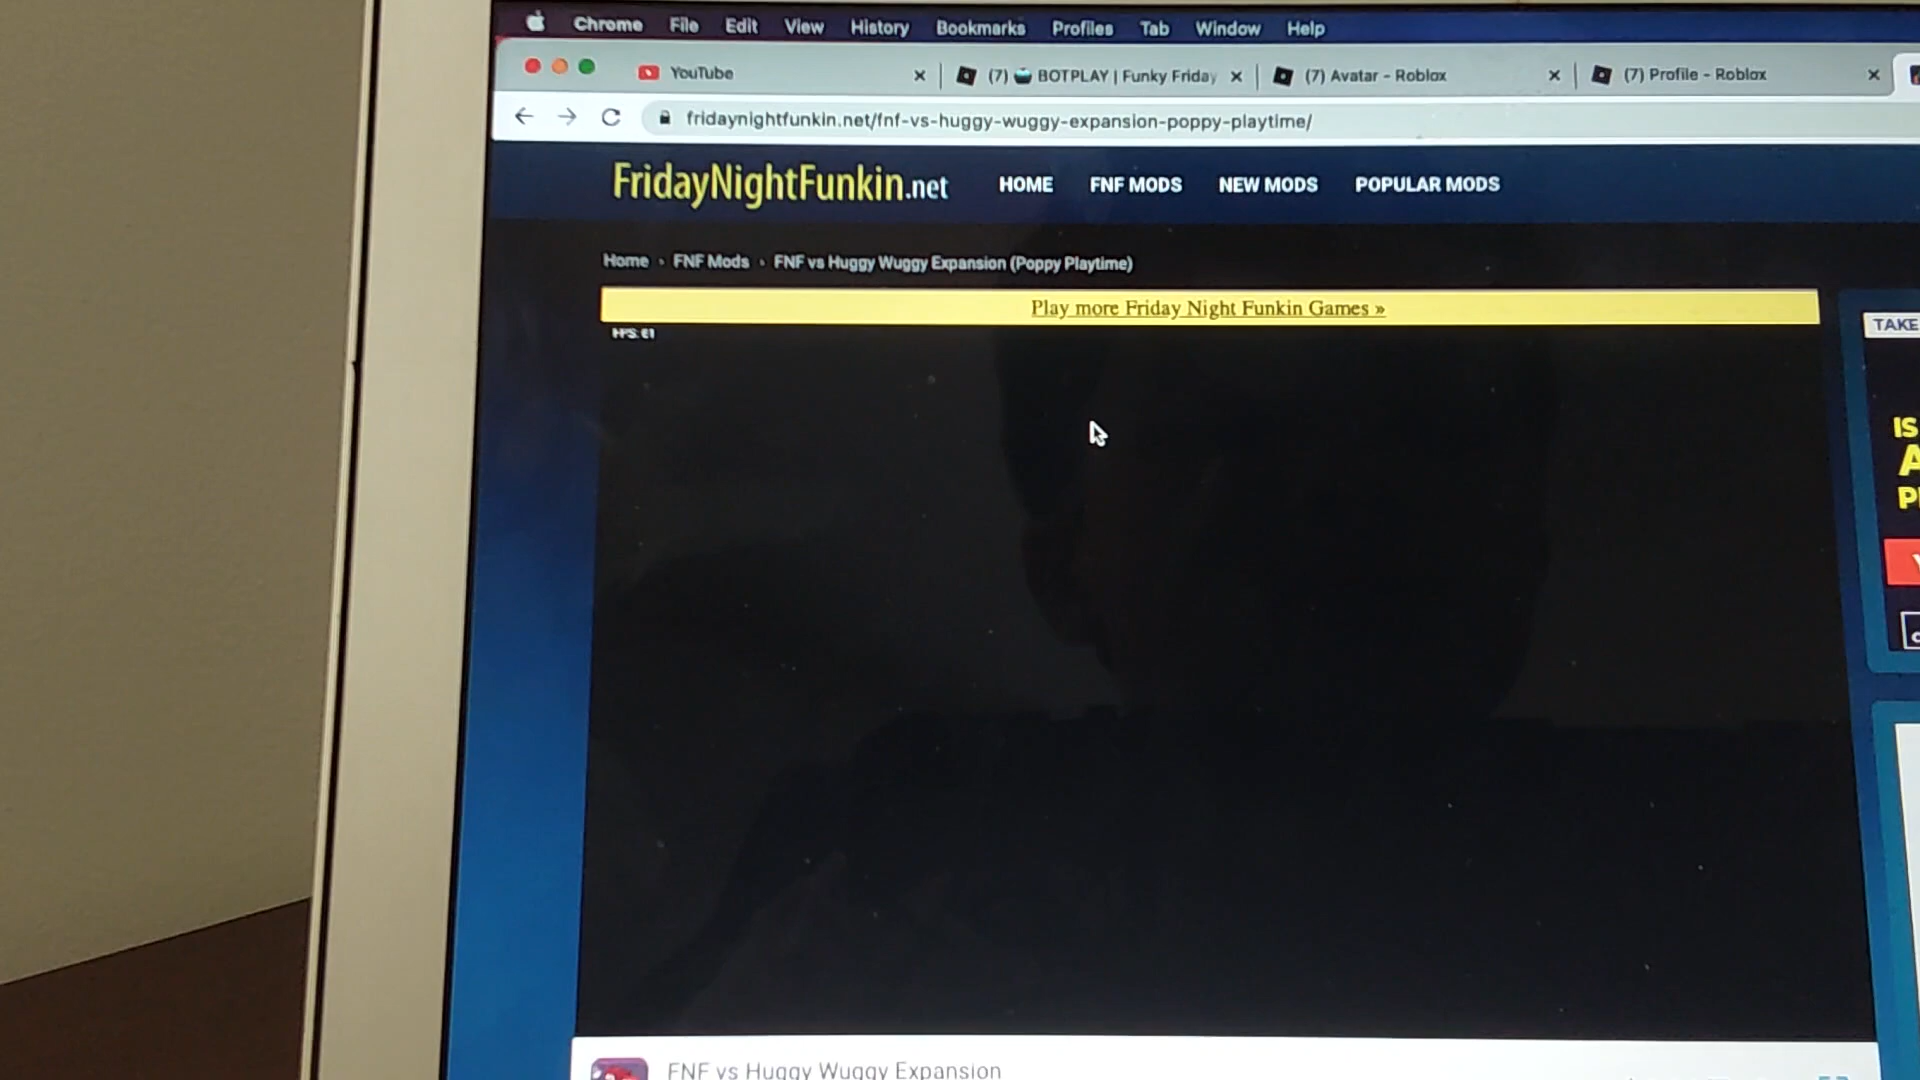 Chrome File Edit View History Bookmarks Profiles Tab Window Help
YouTube (7) BOTPLAY | Funky Friday (7) Avatar - Roblox (7) Profile - Roblox
fridaynightfunkin.net/fnf-vs-huggy-wuggy-expansion-poppy-playtime/
FridayNightFunkin.net HOME FNF MODS NEW MODS POPULAR MODS
Home FNF Mods FNF vs Huggy Wuggy Expansion (Poppy Playtime)
Play more Friday Night Funkin Games »
FPS: 61
TAKE
IS
A
FNF vs Huggy Wuggy Expansion